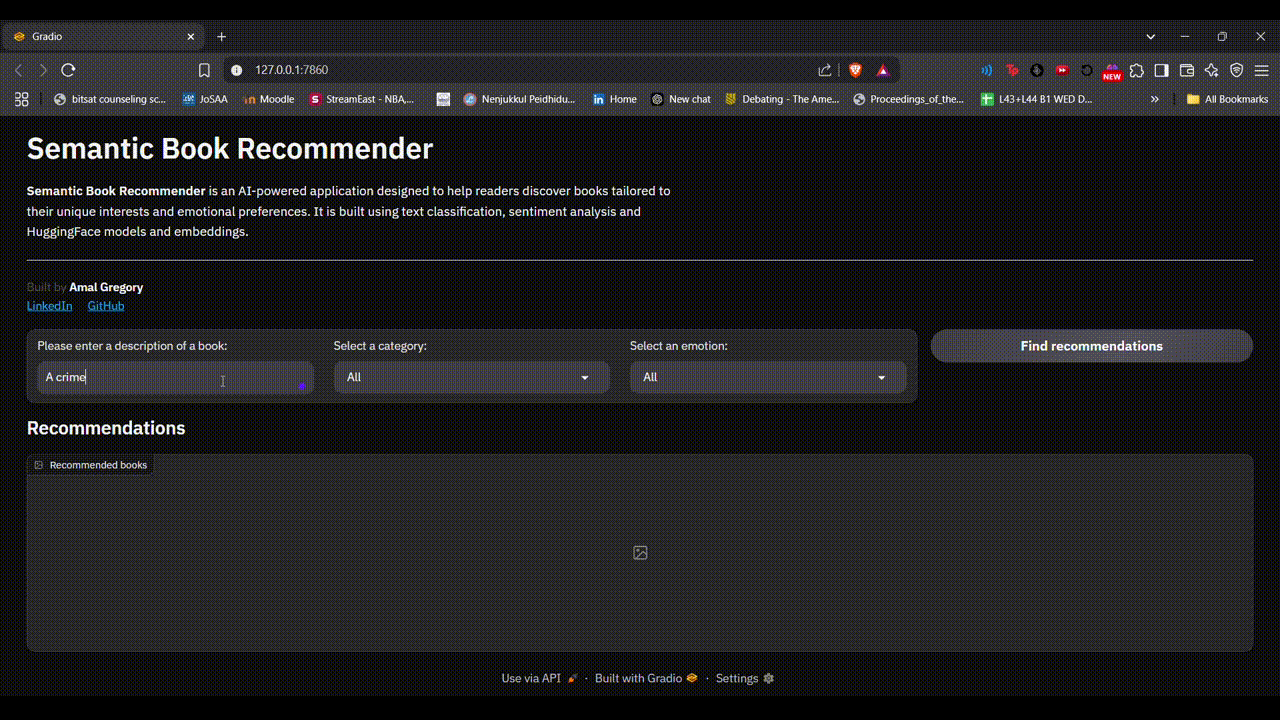 Gradio
127.0.0.1:7860
NEW
bitsat counseling sc...
JoSAA
Moodle
StreamEast - NBA,...
Nenjukkul Peidhidu...
Home
New chat
Debating - The Ame...
Proceedings_of_the...
L43+L44 B1 WED D...
»
All Bookmarks
Semantic Book Recommender
Semantic Book Recommender is an AI-powered application designed to help readers discover books tailored to
their unique interests and emotional preferences. It is built using text classification, sentiment analysis and
HuggingFace models and embeddings.
Built by Amal Gregory
LinkedIn GitHub
Please enter a description of a book:
A crime
Select a category:
All
Select an emotion:
All
Find recommendations
Recommendations
Recommended books
Use via API · Built with Gradio · Settings